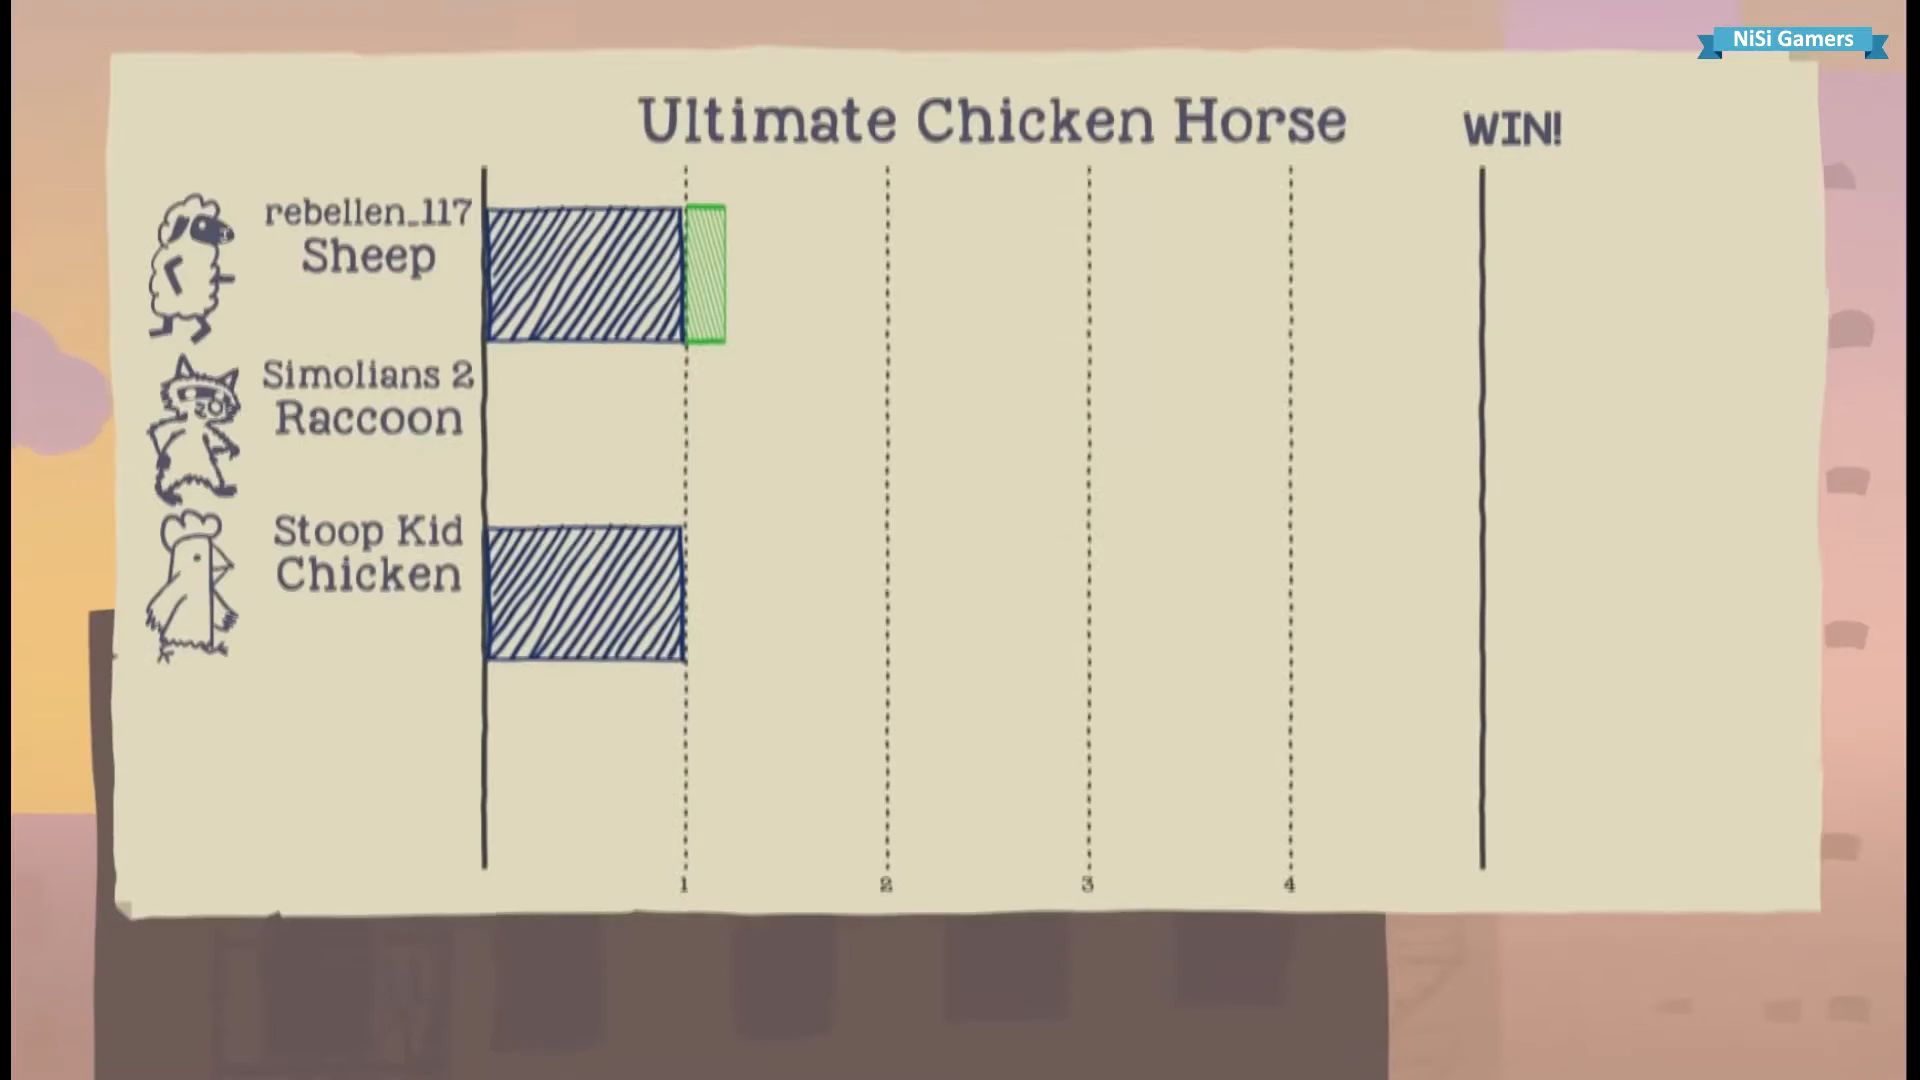 NiSi Gamers
Ultimate Chicken Horse
WIN!
rebellen_117
Sheep
Simolians 2
Raccoon
Stoop Kid
Chicken
1
2
3
4